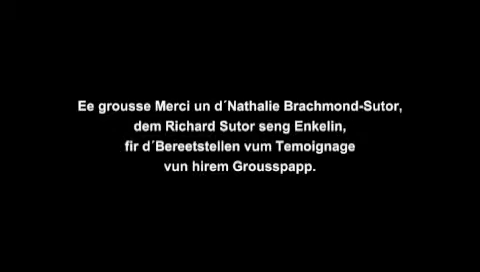 Ee grousse Merci un d´Nathalie Brachmond-Sutor,
dem Richard Sutor seng Enkelin,
fir d´Bereetstellen vum Temoignage
vun hirem Grousspapp.